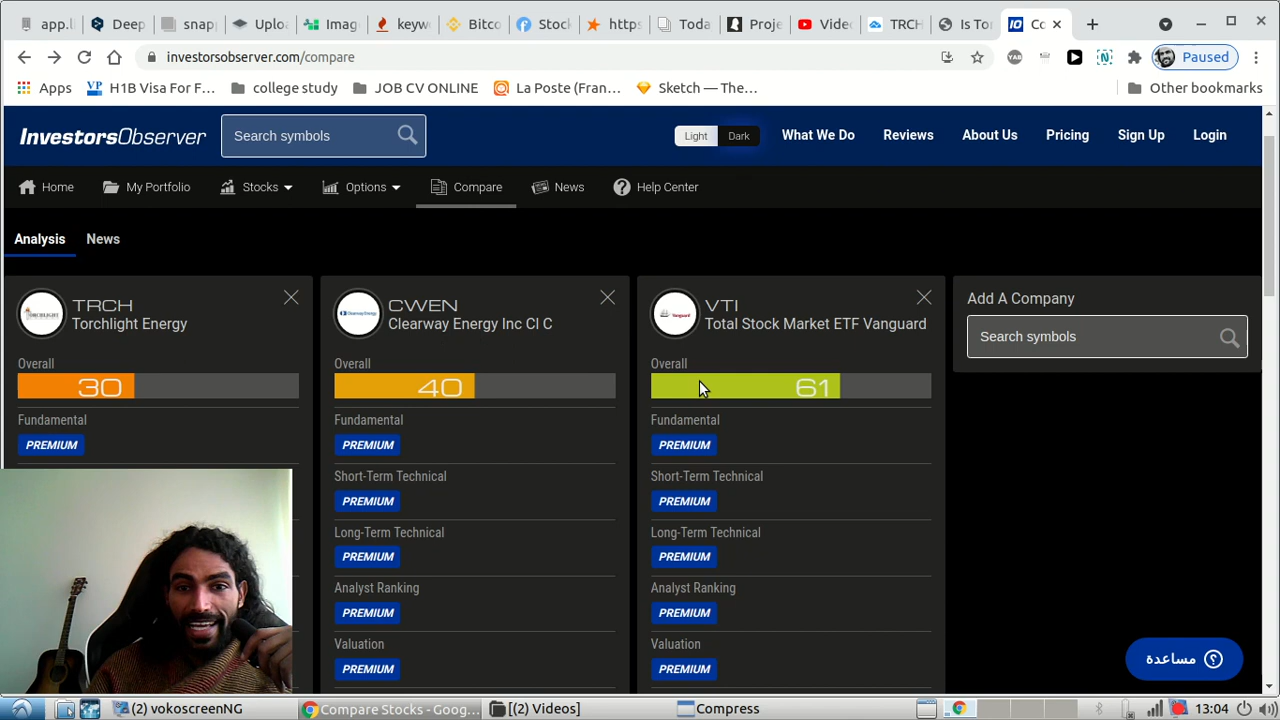 app.l
Deep
snap
Uploa
Image
keyw
Bitco
Stock
https
Toda
Proje
Video
TRCH
Is To
Co
investorsobserver.com/compare
Paused
Apps
H1B Visa For F...
college study
JOB CV ONLINE
La Poste (Fran...
Sketch — The...
Other bookmarks
InvestorsObserver
Search symbols
Light
Dark
What We Do
Reviews
About Us
Pricing
Sign Up
Login
Home
My Portfolio
Stocks
Options
Compare
News
Help Center
Analysis
News
TRCH
Torchlight Energy
Overall
30
Fundamental
PREMIUM
CWEN
Clearway Energy Inc Cl C
Overall
40
Fundamental
PREMIUM
Short-Term Technical
PREMIUM
Long-Term Technical
PREMIUM
Analyst Ranking
PREMIUM
Valuation
PREMIUM
VTI
Total Stock Market ETF Vanguard
Overall
61
Fundamental
PREMIUM
Short-Term Technical
PREMIUM
Long-Term Technical
PREMIUM
Analyst Ranking
PREMIUM
Valuation
PREMIUM
Add A Company
Search symbols
مساعدة
(2) vokoscreenNG
Compare Stocks - Goog...
[(2) Videos]
Compress
13:04